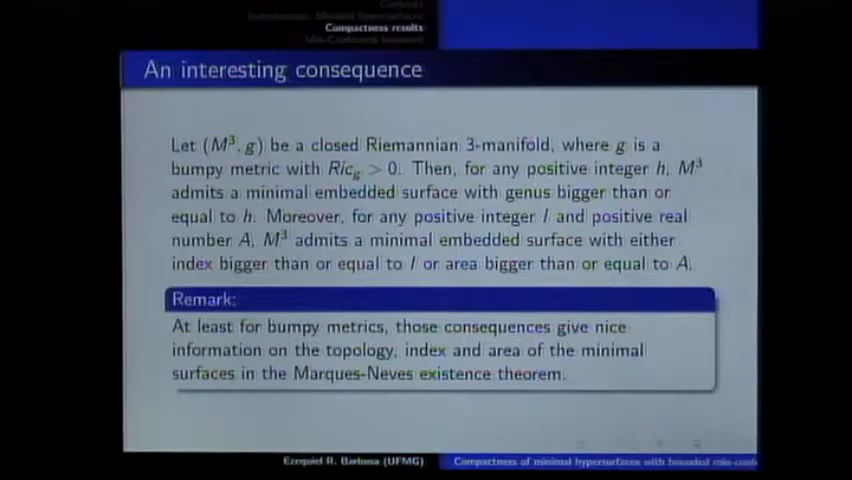 Contents
Compactness results
An interesting consequence
Let (M³, g) be a closed Riemannian 3-manifold, where g is a
bumpy metric with Ric_g > 0. Then, for any positive integer h, M³
admits a minimal embedded surface with genus bigger than or
equal to h. Moreover, for any positive integer I and positive real
number A, M³ admits a minimal embedded surface with either
index bigger than or equal to I or area bigger than or equal to A.
Remark:
At least for bumpy metrics, those consequences give nice
information on the topology, index and area of the minimal
surfaces in the Marques-Neves existence theorem.
Ezequiel R. Barbosa (UFMG)
Compactness of minimal hypersurfaces with bounded